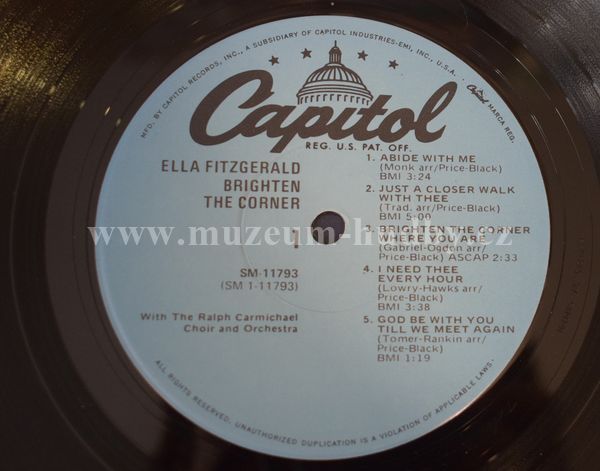 MFD. BY CAPITOL RECORDS, INC., A SUBSIDIARY OF CAPITOL INDUSTRIES-EMI, INC., U.S.A. • Capitol MARCA REG.
Capitol
REG. U.S. PAT. OFF.
ELLA FITZGERALD
BRIGHTEN
THE CORNER
1
SM-11793
(SM 1-11793)
With The Ralph Carmichael
Choir and Orchestra
1. ABIDE WITH ME
(Monk arr/Price-Black)
BMI 3:24
2. JUST A CLOSER WALK
WITH THEE
(Trad. arr/Price-Black)
BMI 5:00
3. BRIGHTEN THE CORNER
WHERE YOU ARE
(Gabriel-Ogdon arr/
Price-Black) ASCAP 2:33
4. I NEED THEE
EVERY HOUR
(Lowry-Hawks arr/
Price-Black)
BMI 3:38
5. GOD BE WITH YOU
TILL WE MEET AGAIN
(Tomer-Rankin arr/
Price-Black)
BMI 1:19
ALL RIGHTS RESERVED. UNAUTHORIZED DUPLICATION IS A VIOLATION OF APPLICABLE LAWS.